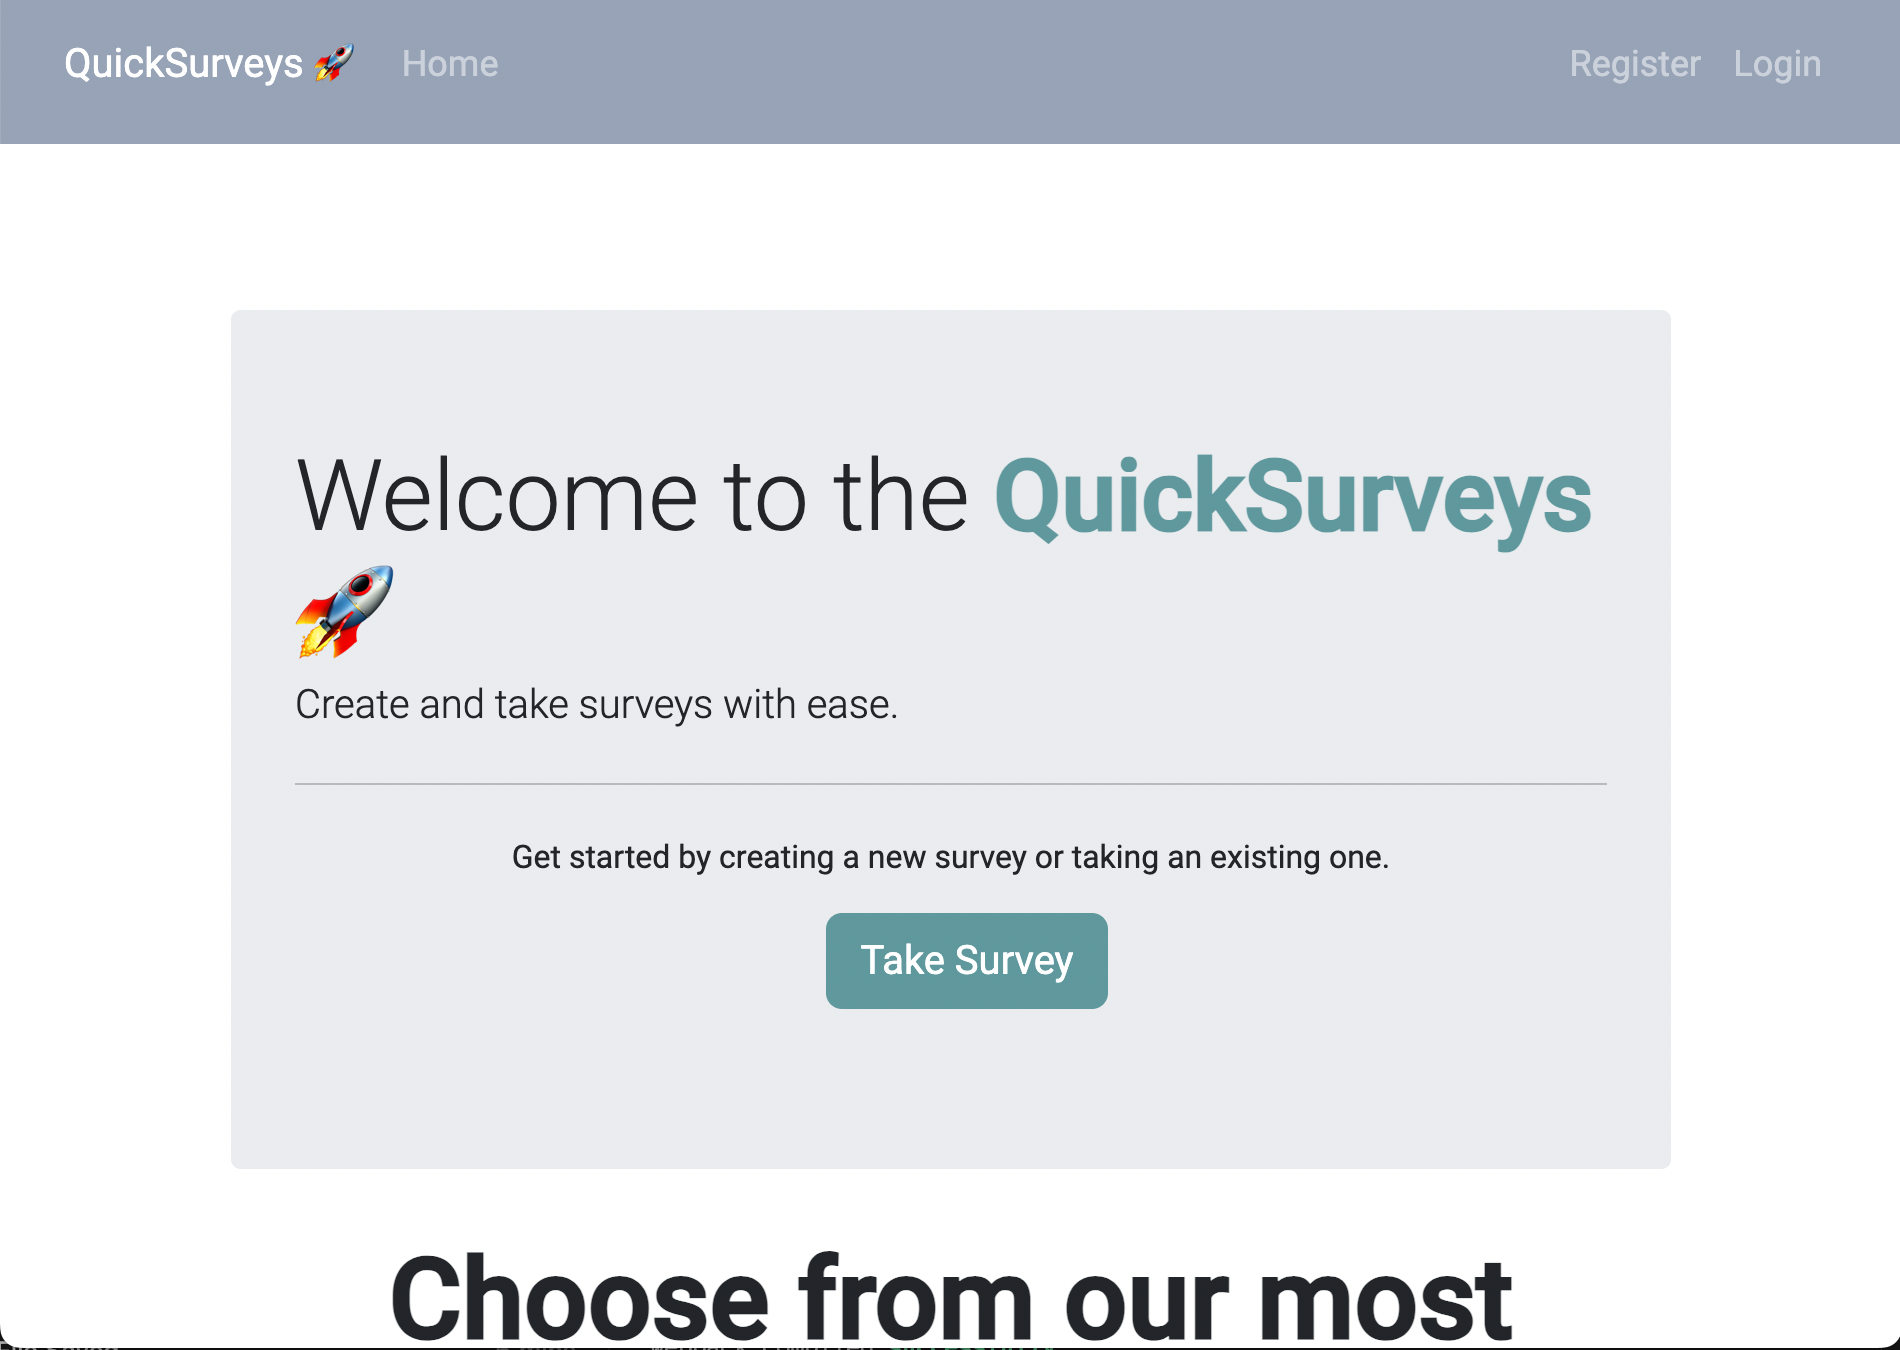 QuickSurveys 🚀 Home Register Login
Welcome to the QuickSurveys
🚀
Create and take surveys with ease.
Get started by creating a new survey or taking an existing one.
Take Survey
Choose from our most